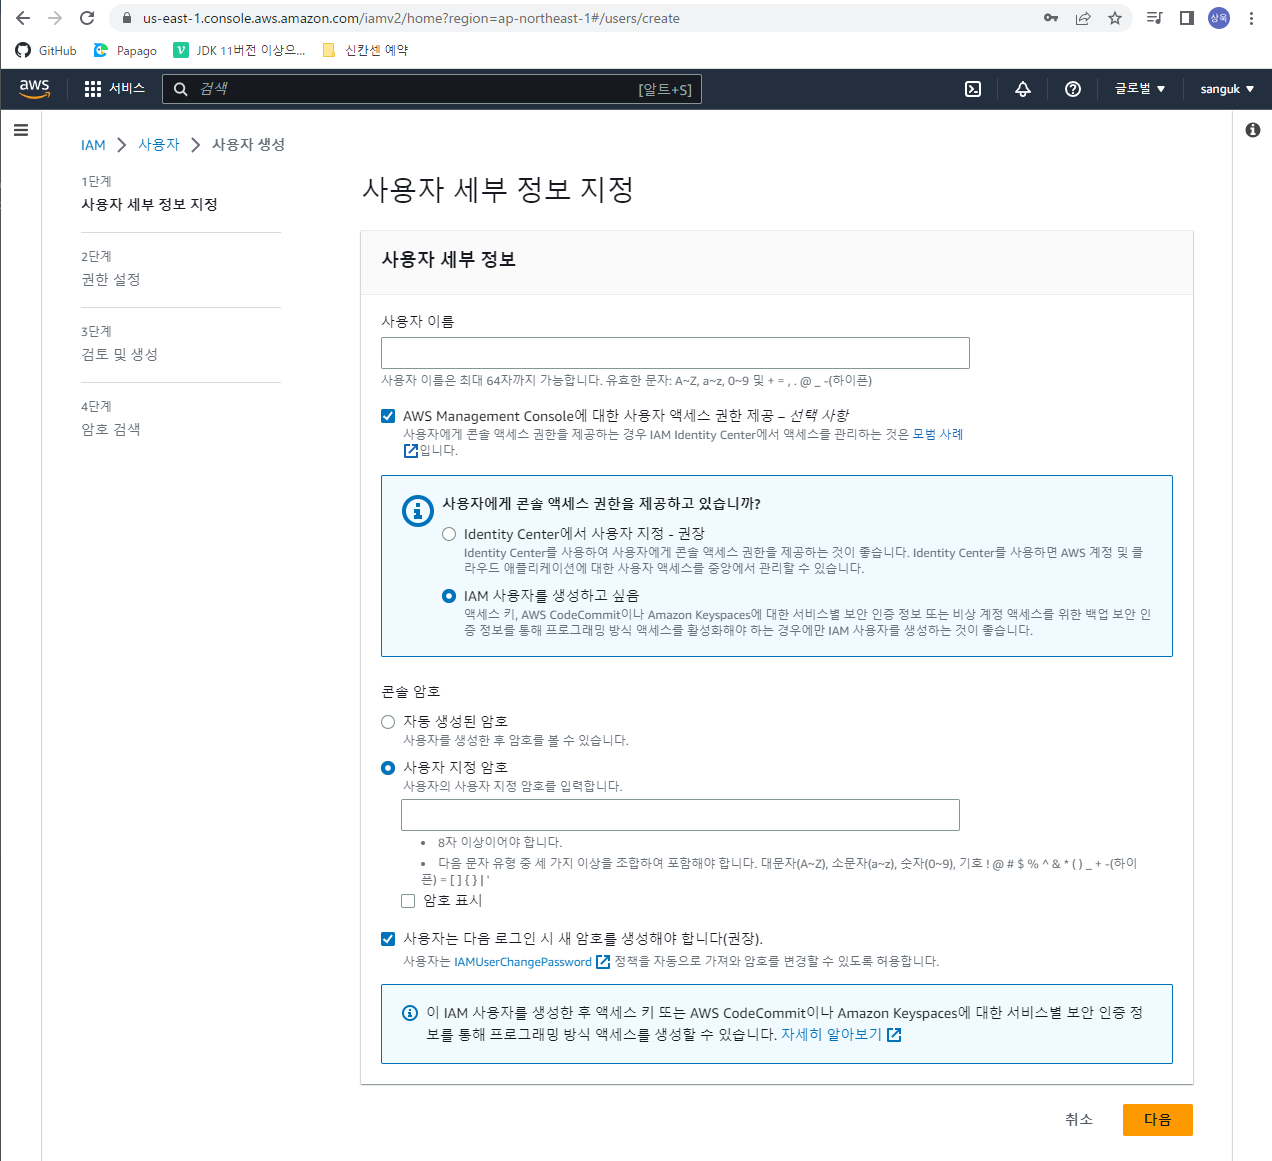 us-east-1.console.aws.amazon.com/iamv2/home?region=ap-northeast-1#/users/create
상욱
GitHub
Papago
JDK 11버전 이상으...
신칸센 예약
aws
서비스
검색
[알트+S]
글로벌
sanguk
IAM
사용자
사용자 생성
1단계
사용자 세부 정보 지정
2단계
권한 설정
3단계
검토 및 생성
4단계
암호 검색
사용자 세부 정보 지정
사용자 세부 정보
사용자 이름
사용자 이름은 최대 64자까지 가능합니다. 유효한 문자: A~Z, a~z, 0~9 및 + = , . @ _ -(하이픈)
AWS Management Console에 대한 사용자 액세스 권한 제공 – 선택 사항
사용자에게 콘솔 액세스 권한을 제공하는 경우 IAM Identity Center에서 액세스를 관리하는 것은 모범 사례
입니다.
사용자에게 콘솔 액세스 권한을 제공하고 있습니까?
Identity Center에서 사용자 지정 - 권장
Identity Center를 사용하여 사용자에게 콘솔 액세스 권한을 제공하는 것이 좋습니다. Identity Center를 사용하면 AWS 계정 및 클
라우드 애플리케이션에 대한 사용자 액세스를 중앙에서 관리할 수 있습니다.
IAM 사용자를 생성하고 싶음
액세스 키, AWS CodeCommit이나 Amazon Keyspaces에 대한 서비스별 보안 인증 정보 또는 비상 계정 액세스를 위한 백업 보안 인
증 정보를 통해 프로그래밍 방식 액세스를 활성화해야 하는 경우에만 IAM 사용자를 생성하는 것이 좋습니다.
콘솔 암호
자동 생성된 암호
사용자를 생성한 후 암호를 볼 수 있습니다.
사용자 지정 암호
사용자의 사용자 지정 암호를 입력합니다.
• 8자 이상이어야 합니다.
• 다음 문자 유형 중 세 가지 이상을 조합하여 포함해야 합니다. 대문자(A~Z), 소문자(a~z), 숫자(0~9), 기호 ! @ # $ % ^ & * ( ) _ + -(하이
픈) = [ ] { } | '
암호 표시
사용자는 다음 로그인 시 새 암호를 생성해야 합니다(권장).
사용자는 IAMUserChangePassword 정책을 자동으로 가져와 암호를 변경할 수 있도록 허용합니다.
이 IAM 사용자를 생성한 후 액세스 키 또는 AWS CodeCommit이나 Amazon Keyspaces에 대한 서비스별 보안 인증 정
보를 통해 프로그래밍 방식 액세스를 생성할 수 있습니다. 자세히 알아보기
취소
다음